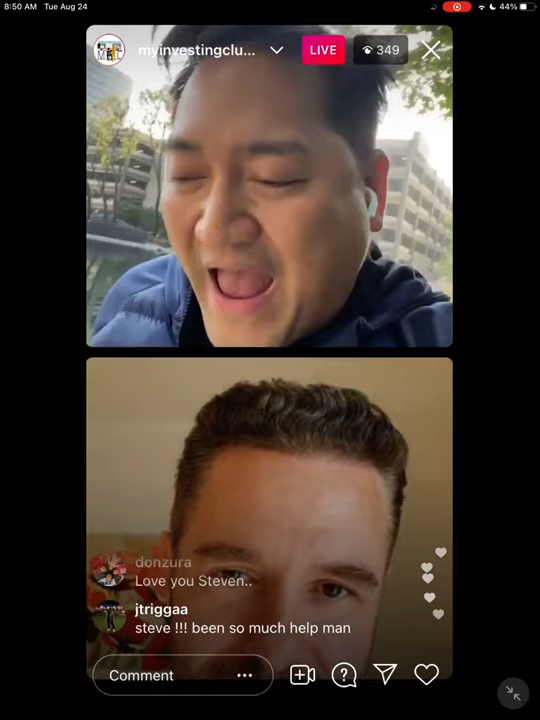 8:50 AM Tue Aug 24
44%
myinvestingclu...
LIVE
349
donzura
Love you Steven..
jtriggaa
steve !!! been so much help man
Comment